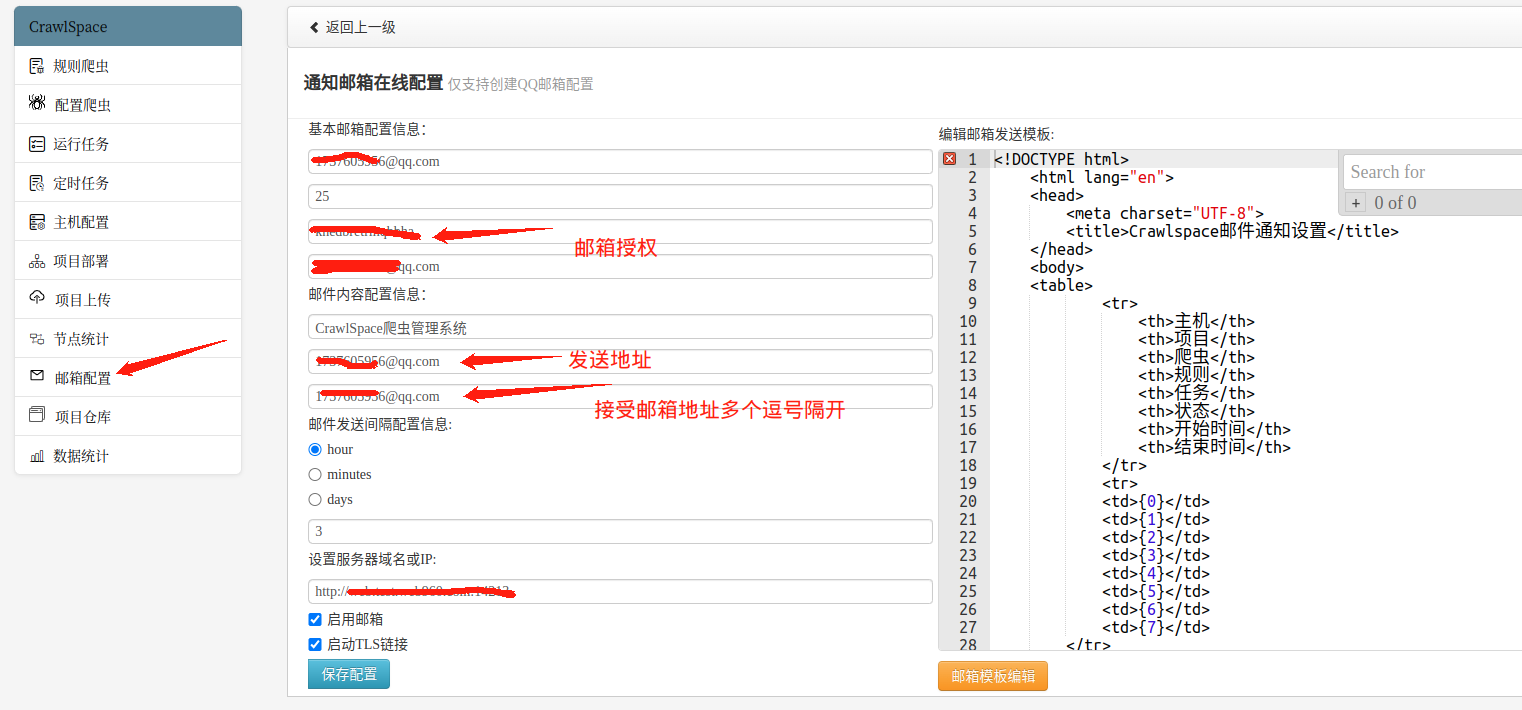 CrawlSpace
规则爬虫
配置爬虫
运行任务
定时任务
主机配置
项目部署
项目上传
节点统计
邮箱配置
项目仓库
数据统计
返回上一级
通知邮箱在线配置 仅支持创建QQ邮箱配置
基本邮箱配置信息:
@qq.com
25
邮箱授权
@qq.com
邮件内容配置信息:
CrawlSpace爬虫管理系统
@qq.com
发送地址
@qq.com
接受邮箱地址多个逗号隔开
邮件发送间隔配置信息:
hour
minutes
days
3
设置服务器域名或IP:
http://
启用邮箱
启动TLS链接
保存配置
编辑邮箱发送模板:
Search for
+ 0 of 0
1 <!DOCTYPE html>
2 <html lang="en">
3 <head>
4 <meta charset="UTF-8">
5 <title>Crawlspace邮件通知设置</title>
6 </head>
7 <body>
8 <table>
9 <tr>
10 <th>主机</th>
11 <th>项目</th>
12 <th>爬虫</th>
13 <th>规则</th>
14 <th>任务</th>
15 <th>状态</th>
16 <th>开始时间</th>
17 <th>结束时间</th>
18 </tr>
19 <tr>
20 <td>{0}</td>
21 <td>{1}</td>
22 <td>{2}</td>
23 <td>{3}</td>
24 <td>{4}</td>
25 <td>{5}</td>
26 <td>{6}</td>
27 <td>{7}</td>
28 </tr>
邮箱模板编辑